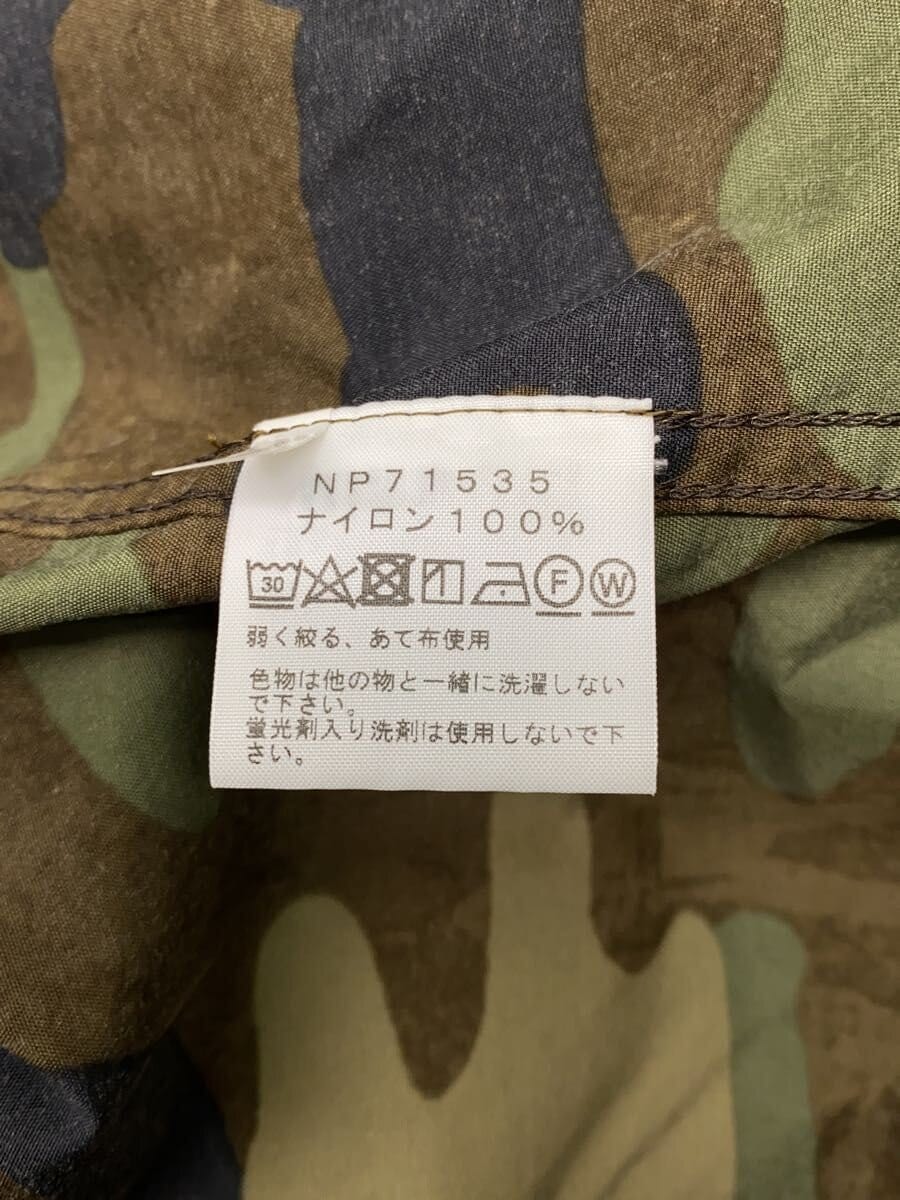 NP71535
ナイロン100%
30 F W
弱く絞る、あて布使用
色物は他の物と一緒に洗濯しない
で下さい。
蛍光剤入り洗剤は使用しないで下
さい。